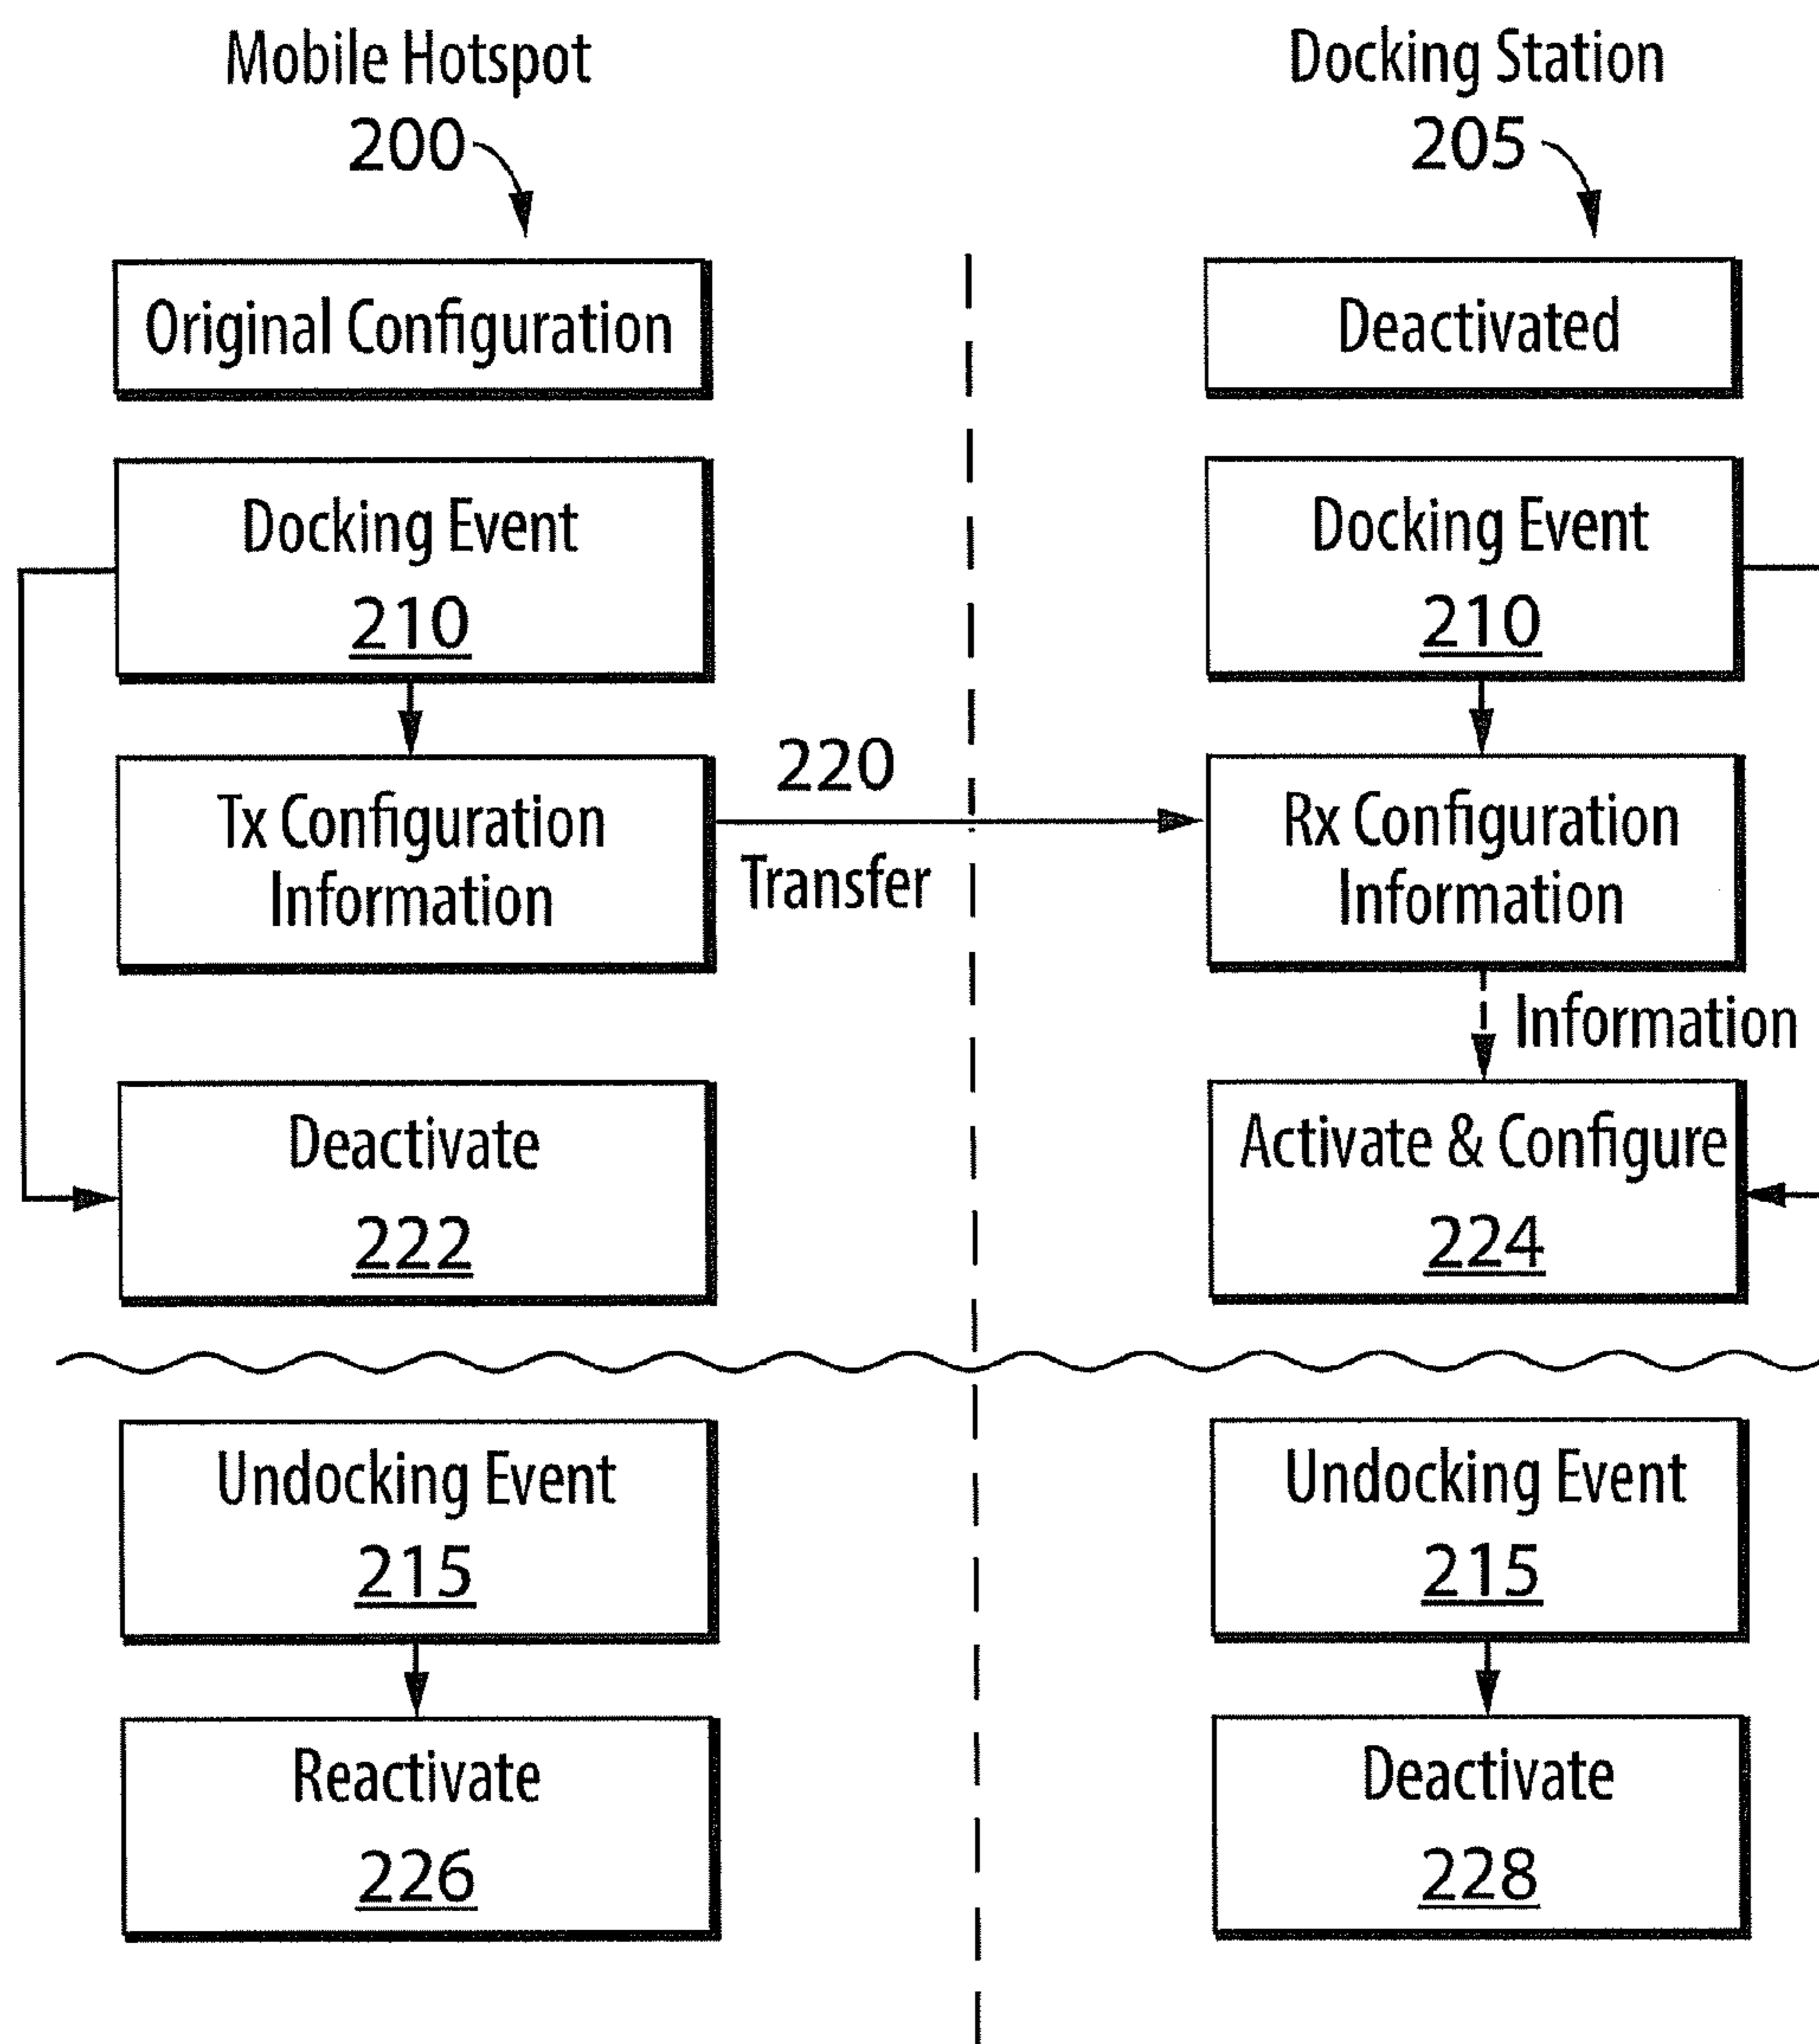 Mobile Hotspot
200
Docking Station
205
Original Configuration
Deactivated
Docking Event
210
Docking Event
210
Tx Configuration
Information
220
Transfer
Rx Configuration
Information
Information
Deactivate
222
Activate & Configure
224
Undocking Event
215
Undocking Event
215
Reactivate
226
Deactivate
228